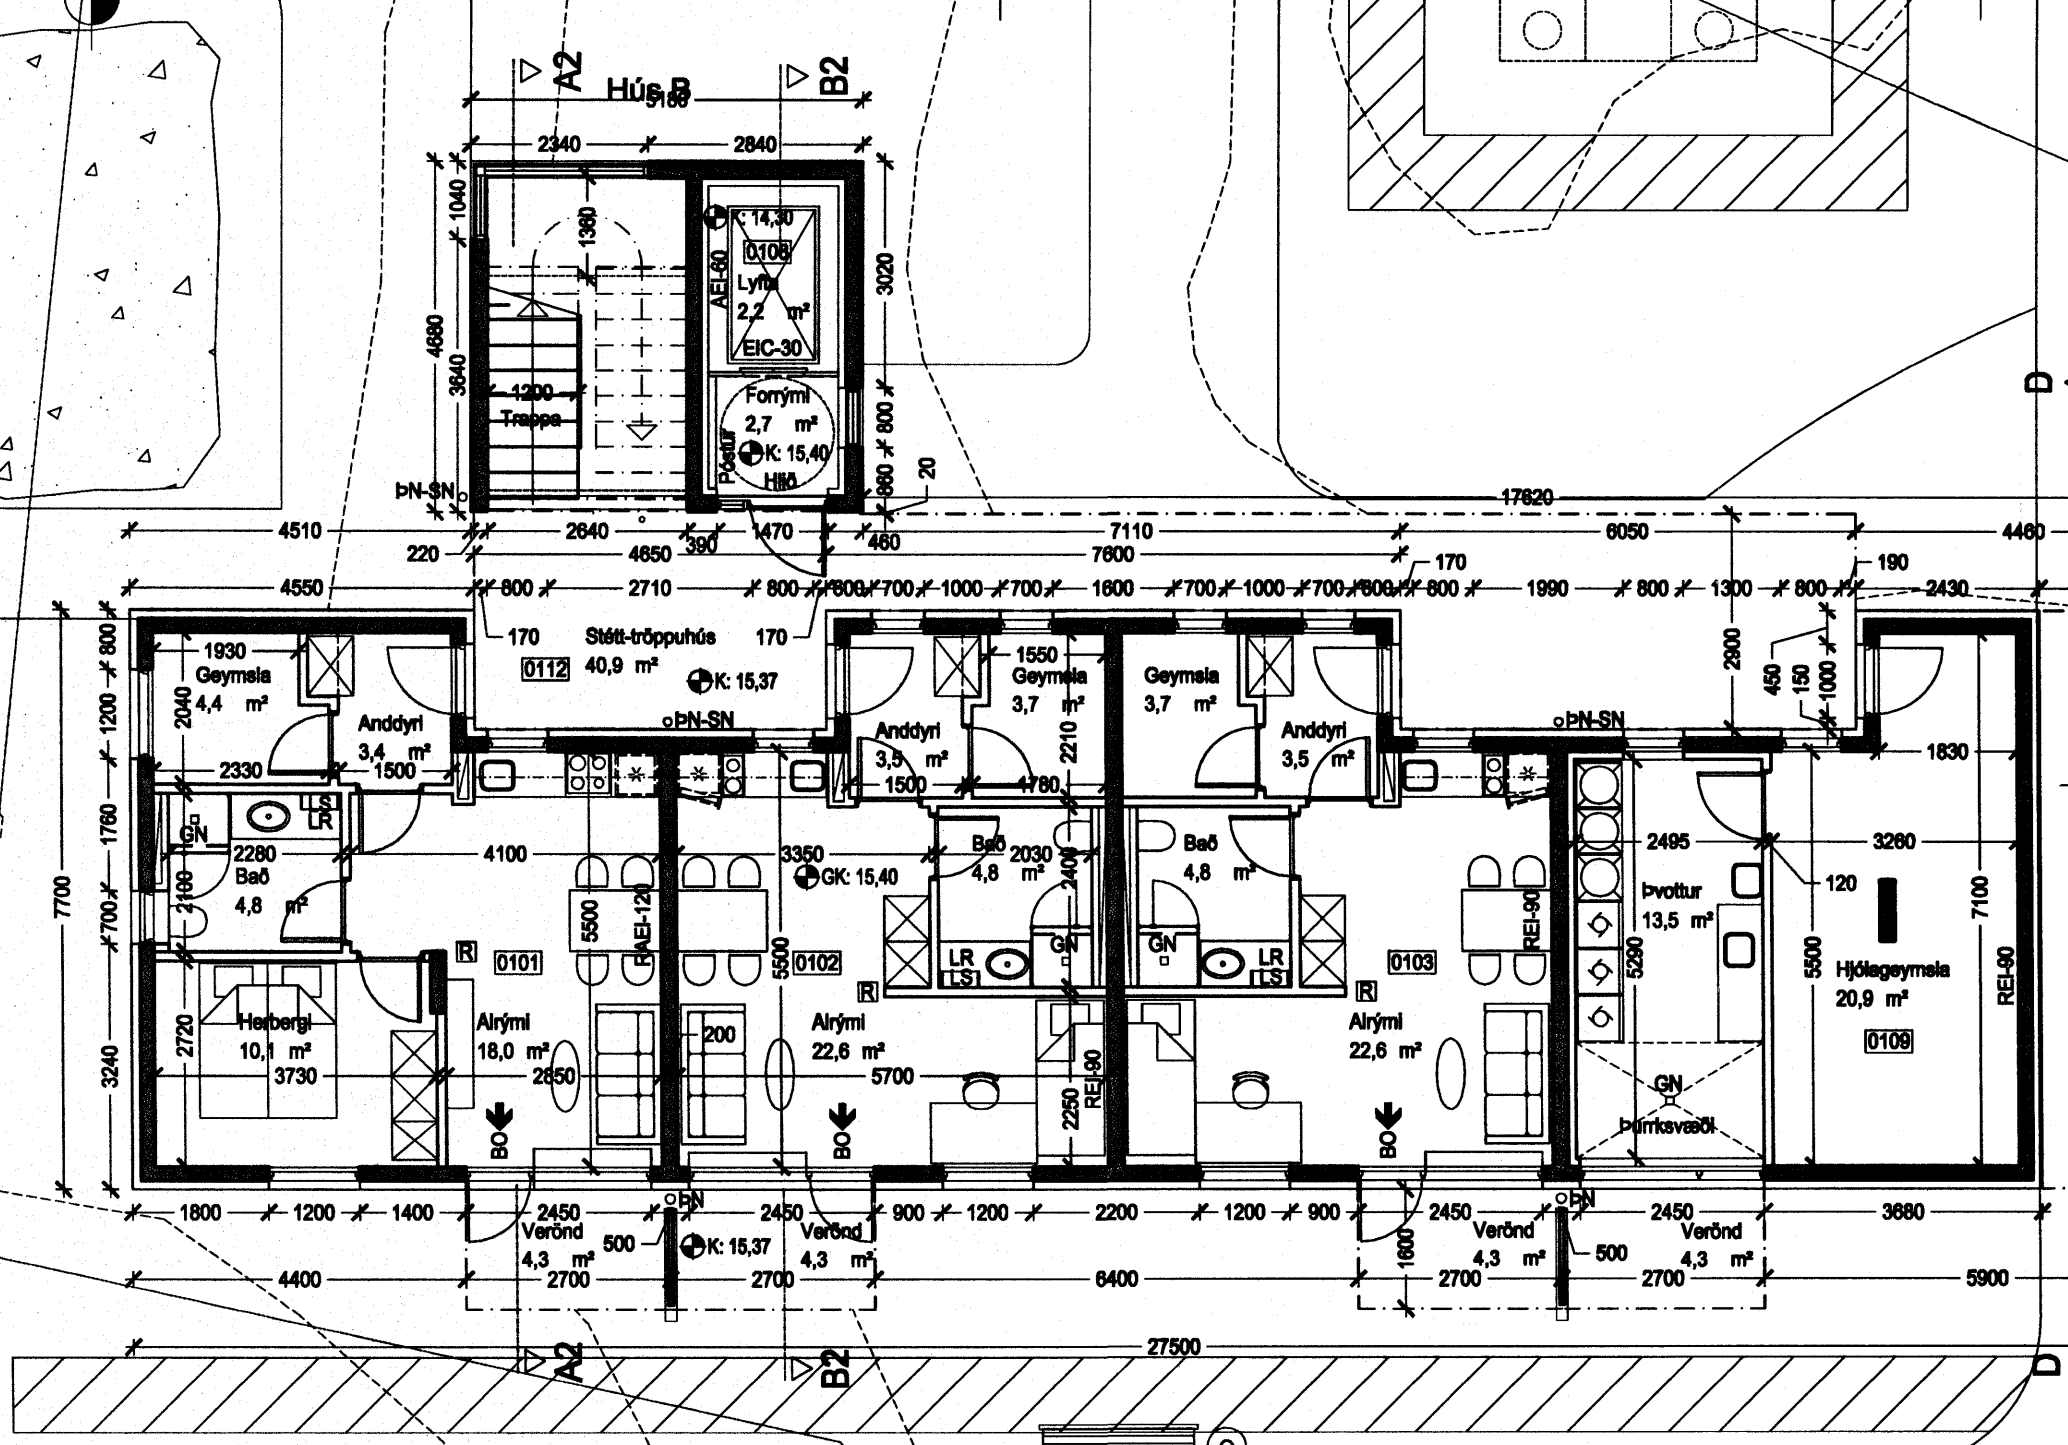 A2
B2
Hús B
5180
2340
2840
1040
1360
K: 14,30
0108
AEI-60
Lyfta
2,2 m²
3020
EIC-30
4680
3640
1200
Trappa
Forrými
2,7 m²
Póstur
K: 15,40
Hlið
800
860
20
ÞN-SN
17620
4510
2640
1470
7110
6050
4460
220
4650
390
460
7600
170
190
4550
800
2710
800
600
700
1000
700
1600
700
1000
700
600
800
1990
800
1300
800
2430
170
Stétt-tröppuhús
170
0112
40,9 m²
K: 15,37
ÞN-SN
ÞN-SN
2900
450
150
1000
800
1200
1760
700
3240
7700
1930
Geymsla
4,4 m²
2040
Anddyri
3,4 m²
2330
1500
1550
Geymsla
3,7 m²
2210
Geymsla
3,7 m²
Anddyri
3,5 m²
1500
1780
Anddyri
3,5 m²
1830
GN
LS
LR
2280
Bað
4,8 m²
2100
4100
3350
GK: 15,40
2030
Bað
4,8 m²
2400
Bað
4,8 m²
2495
3260
120
Þvottur
13,5 m²
5500
RAEI-120
5500
REI-90
5290
5500
7100
R
0101
0102
R
LR
LS
GN
GN
LR
LS
R
0103
Hjólageymsla
20,9 m²
0109
REI-90
Herbergi
10,1 m²
2720
Alrými
18,0 m²
200
Alrými
22,6 m²
Alrými
22,6 m²
3730
2850
5700
REI-90
2250
GN
Þurrksvæði
BO
BO
BO
ÞN
ÞN
1800
1200
1400
2450
2450
900
1200
2200
1200
900
2450
2450
3680
Verönd
4,3 m²
500
K: 15,37
Verönd
4,3 m²
1600
Verönd
4,3 m²
500
Verönd
4,3 m²
4400
2700
2700
6400
2700
2700
5900
27500
A2
B2
D
D